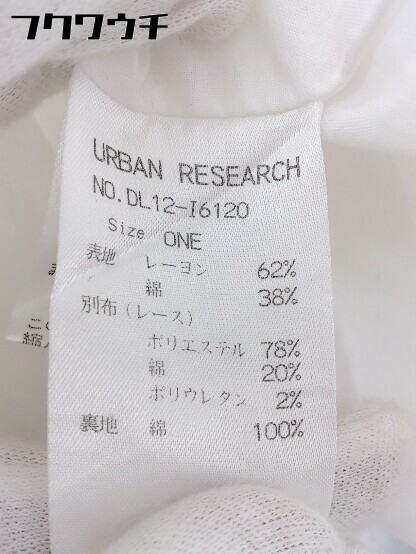 フクワウチ
URBAN RESEARCH
NO.DL12-I6120
Size ONE
表地 レーヨン 62%
綿 38%
別布(レース)
ポリエステル 78%
綿 20%
ポリウレタン 2%
裏地 綿 100%
こ
縮